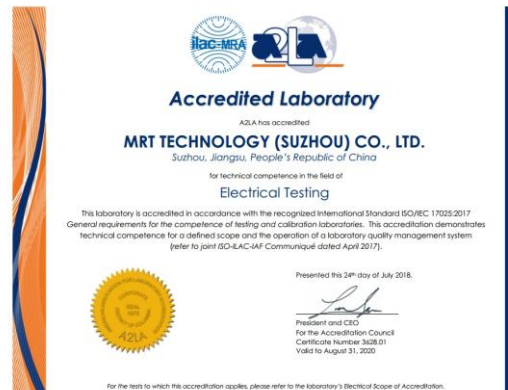 ilac-MRA
A2LA
Accredited Laboratory
A2LA has accredited
MRT TECHNOLOGY (SUZHOU) CO., LTD.
Suzhou, Jiangsu, People's Republic of China
for technical competence in the field of
Electrical Testing
This laboratory is accredited in accordance with the recognized International Standard ISO/IEC 17025:2017
General requirements for the competence of testing and calibration laboratories. This accreditation demonstrates
technical competence for a defined scope and the operation of a laboratory quality management system
(refer to joint ISO-ILAC-IAF Communiqué dated April 2017).
Presented this 24th day of July 2018.
President and CEO
For the Accreditation Council
Certificate Number 3628.01
Valid to August 31, 2020
CORPORATE
SEAL
1978
A2LA
For the tests to which this accreditation applies, please refer to the laboratory's Electrical Scope of Accreditation.